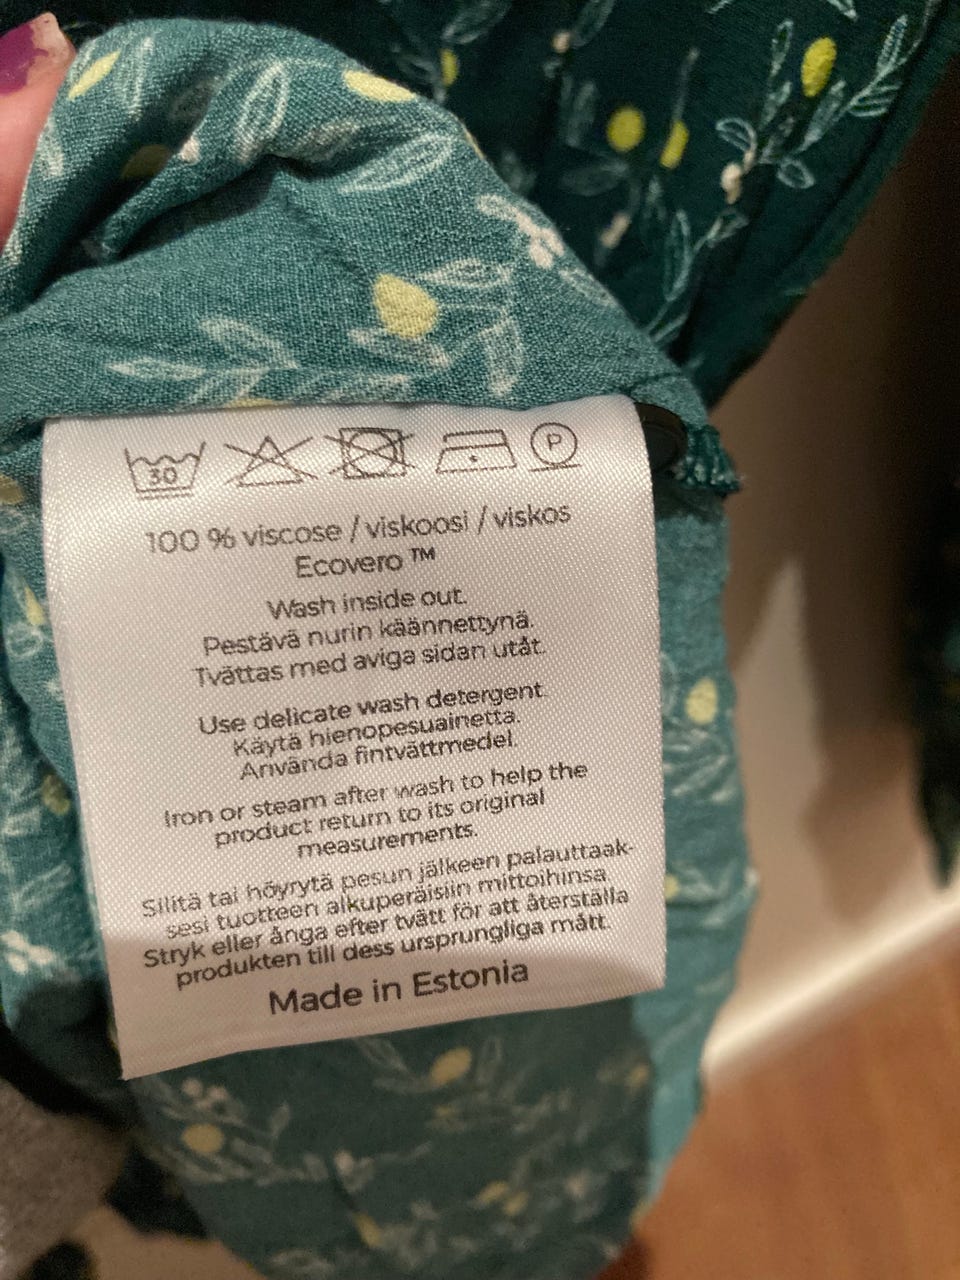 30 P
100 % viscose / viskoosi / viskos
Ecovero ™
Wash inside out.
Pestävä nurin käännettynä.
Tvättas med aviga sidan utåt.
Use delicate wash detergent.
Käytä hienopesuainetta.
Använda fintvättmedel.
Iron or steam after wash to help the
product return to its original
measurements.
Silitä tai höyrytä pesun jälkeen palauttaak-
sesi tuotteen alkuperäisiin mittoihinsa
Stryk eller ånga efter tvätt för att återställa
produkten till dess ursprungliga mått.
Made in Estonia